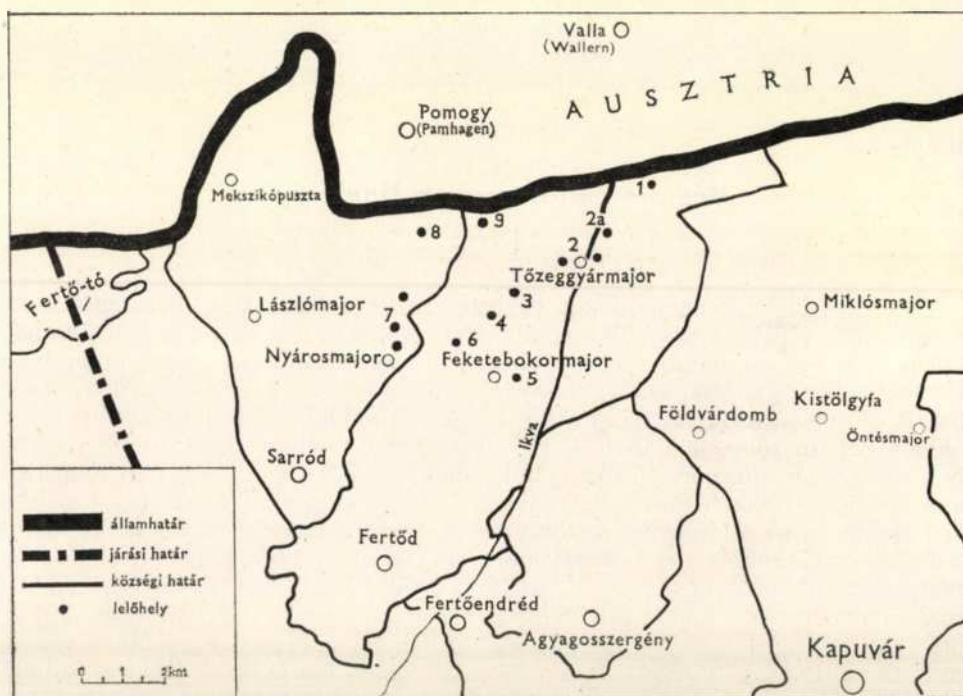 Valla
(Wallern)
AUSZTRIA
Pomogy
(Pamhagen)
Mekszikópuszta
1
2a
9
8
2
Tőzeggyármajor
Fertő-tó
3
Lászlómajor
Miklósmajor
4
7
6
Nyárosmajor
Feketebokormajor
5
Ikva
Földvárdomb
Kistölgyfa
Öntésmajor
Sarród
államhatár
járási határ
községi határ
lelőhely
0 1 2km
Fertőd
Fertőendréd
Agyagosszergény
Kapuvár